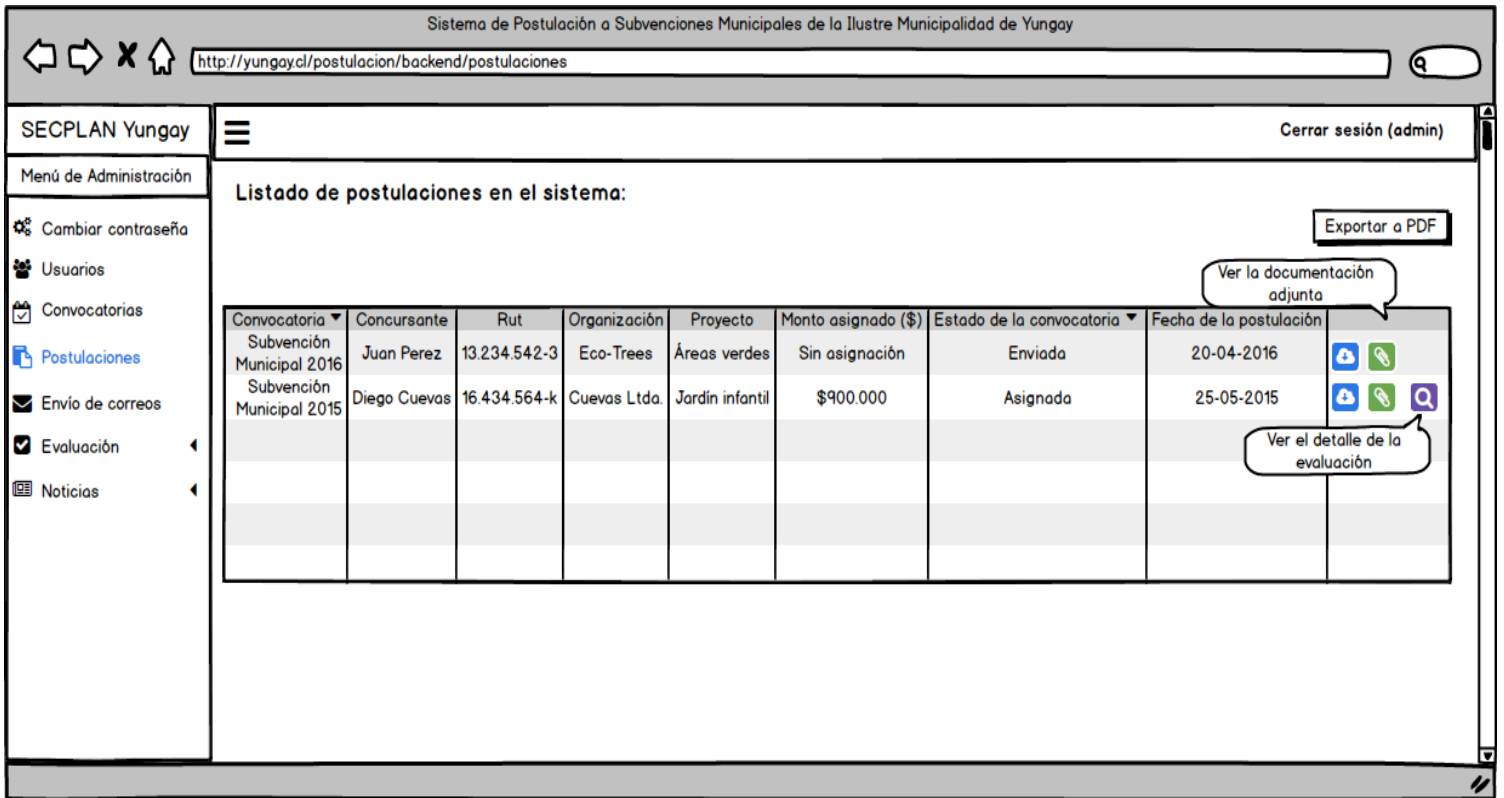 Sistema de Postulación a Subvenciones Municipales de la Ilustre Municipalidad de Yungay
http://yungay.cl/postulacion/backend/postulaciones
SECPLAN Yungay
Cerrar sesión (admin)
Menú de Administración
Cambiar contraseña
Usuarios
Convocatorias
Postulaciones
Envío de correos
Evaluación
Noticias
Listado de postulaciones en el sistema:
Exportar a PDF
Ver la documentación
adjunta
Convocatoria Concursante Rut Organización Proyecto Monto asignado ($) Estado de la convocatoria Fecha de la postulación
Subvención
Municipal 2016 Juan Perez 13.234.542-3 Eco-Trees Áreas verdes Sin asignación Enviada 20-04-2016
Subvención
Municipal 2015 Diego Cuevas 16.434.564-k Cuevas Ltda. Jardín infantil $900.000 Asignada 25-05-2015
Ver el detalle de la
evaluación